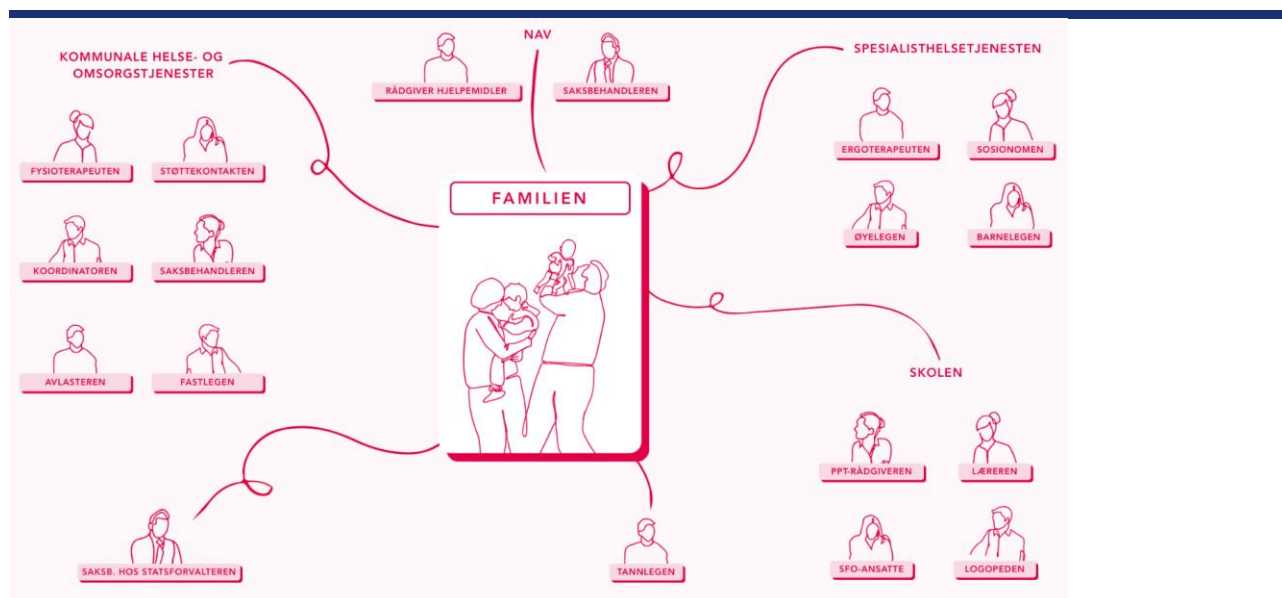 KOMMUNALE HELSE- OG
OMSORGSTJENESTER
FYSIOTERAPEUTEN
STØTTEKONTAKTEN
KOORDINATOREN
SAKSBEHANDLEREN
AVLASTEREN
FASTLEGEN
NAV
RÅDGIVER HJELPEMIDLER
SAKSBEHANDLEREN
SPESIALISTHELSETJENESTEN
ERGOTERAPEUTEN
SOSIONOMEN
ØYELEGEN
BARNELEGEN
FAMILIEN
SKOLEN
PPT-RÅDGIVEREN
LÆREREN
SFO-ANSATTE
LOGOPEDEN
SAKSB. HOS STATSFORVALTEREN
TANNLEGEN